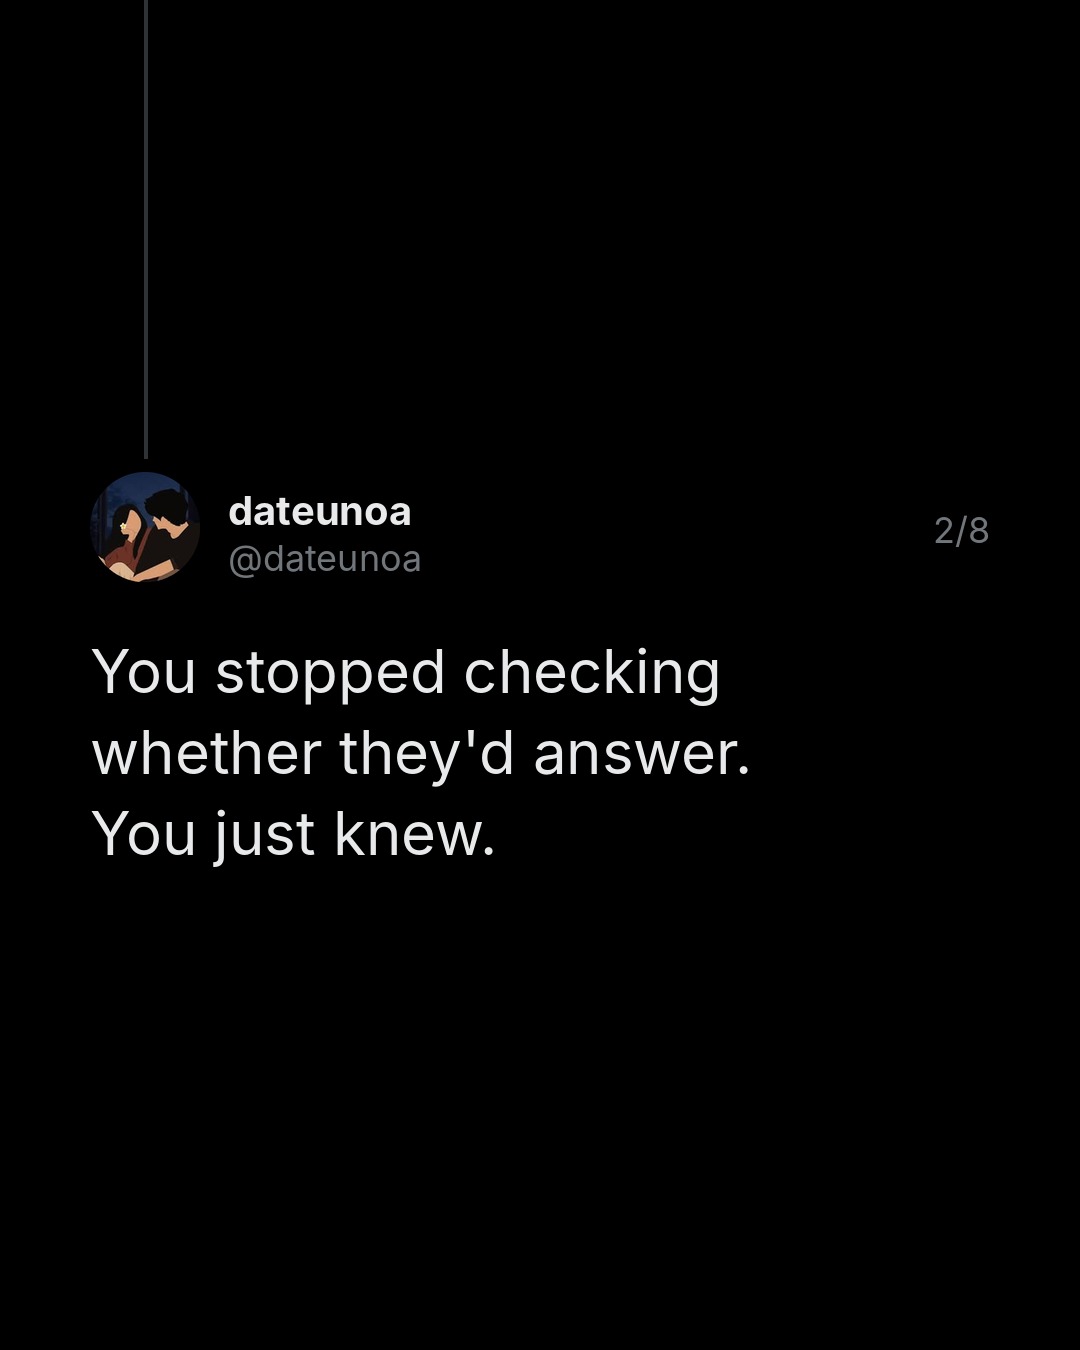 dateunoa
@dateunoa
2/8
You stopped checking
whether they'd answer.
You just knew.